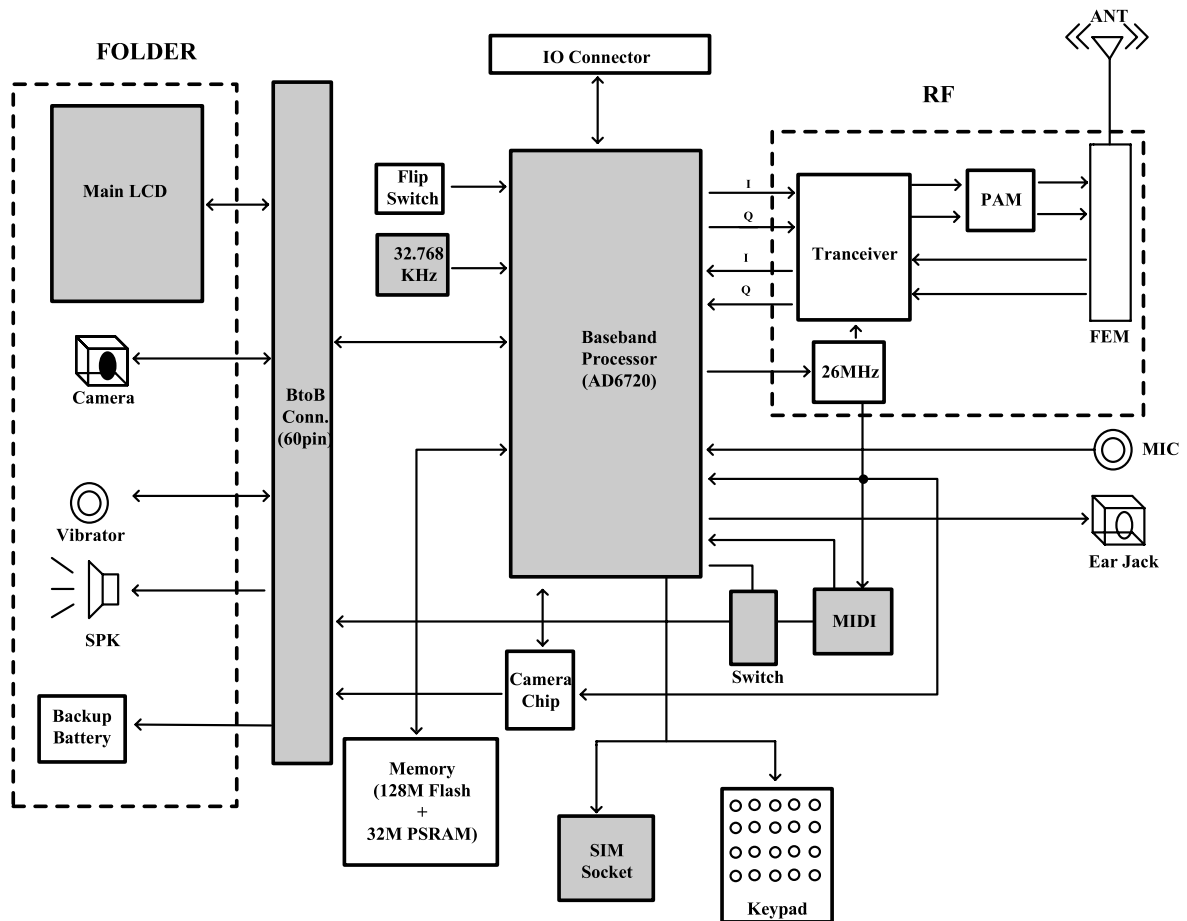 ANT
FOLDER
IO Connector
RF
Main LCD
Flip
Switch
32.768
KHz
I
Q
I
Q
Tranceiver
PAM
FEM
Baseband
Processor
(AD6720)
26MHz
Camera
BtoB
Conn.
(60pin)
MIC
Vibrator
Ear Jack
SPK
MIDI
Switch
Camera
Chip
Backup
Battery
Memory
(128M Flash
+
32M PSRAM)
SIM
Socket
Keypad